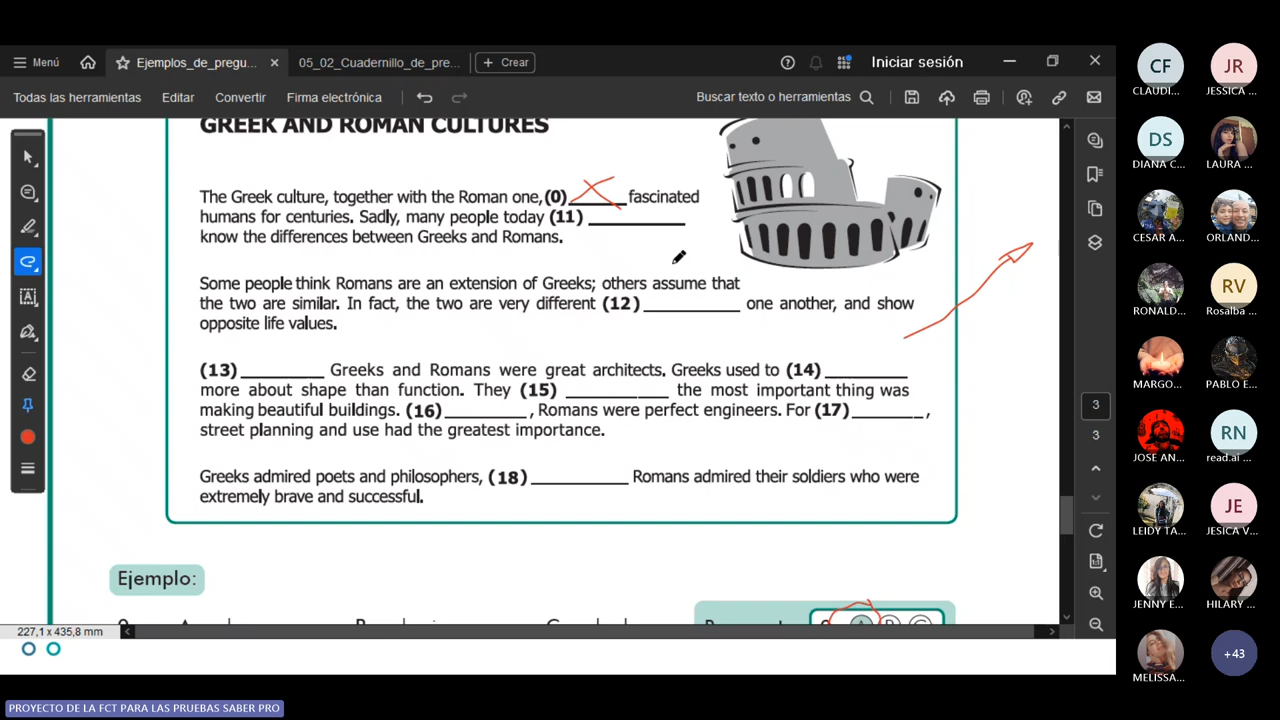 Menú
Ejemplos_de_pregu...
05_02_Cuadernillo_de_pre...
Crear
Iniciar sesión
Todas las herramientas
Editar
Convertir
Firma electrónica
Buscar texto o herramientas
GREEK AND ROMAN CULTURES
The Greek culture, together with the Roman one, (0)______ fascinated
humans for centuries. Sadly, many people today (11) __________
know the differences between Greeks and Romans.
Some people think Romans are an extension of Greeks; others assume that
the two are similar. In fact, the two are very different (12) __________ one another, and show
opposite life values.
(13) _________ Greeks and Romans were great architects. Greeks used to (14) _________
more about shape than function. They (15) ___________ the most important thing was
making beautiful buildings. (16) _________, Romans were perfect engineers. For (17) ________,
street planning and use had the greatest importance.
Greeks admired poets and philosophers, (18) __________ Romans admired their soldiers who were
extremely brave and successful.
Ejemplo:
227,1 x 435,8 mm
3
3
CF
CLAUDI...
JR
JESSICA ...
DS
DIANA C...
LAURA ...
CESAR A...
ORLAND...
RONALD...
RV
Rosalba ...
MARGO...
PABLO E...
JOSE AN...
RN
read.ai ...
LEIDY TA...
JE
JESICA V...
JENNY E...
HILARY ...
MELISSA...
+43
PROYECTO DE LA FCT PARA LAS PRUEBAS SABER PRO